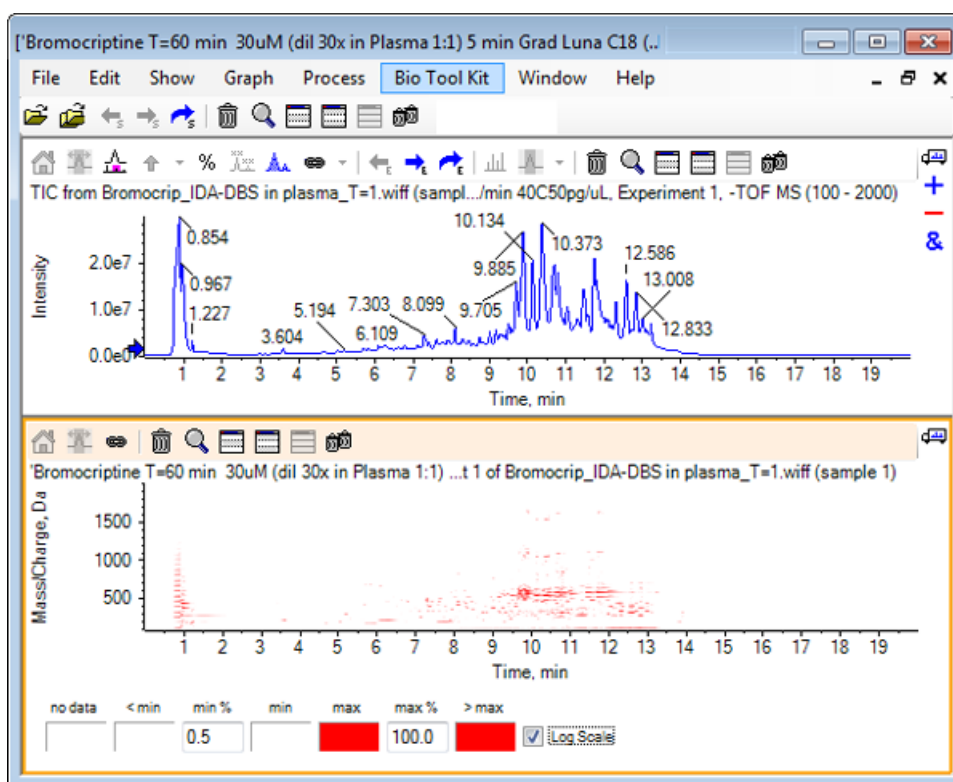 ['Bromocriptine T=60 min 30uM (dil 30x in Plasma 1:1) 5 min Grad Luna C18 (..
File Edit Show Graph Process Bio Tool Kit Window Help
TIC from Bromocrip_IDA-DBS in plasma_T=1.wiff (sampl.../min 40C50pg/uL, Experiment 1, -TOF MS (100 - 2000)
Intensity
2.0e7
1.0e7
0.0e0
0.854
0.967
1.227
3.604
5.194
6.109
7.303
8.099
9.705
9.885
10.134
10.373
12.586
13.008
12.833
1 2 3 4 5 6 7 8 9 10 11 12 13 14 15 16 17 18 19
Time, min
'Bromocriptine T=60 min 30uM (dil 30x in Plasma 1:1) ...t 1 of Bromocrip_IDA-DBS in plasma_T=1.wiff (sample 1)
Mass/Charge, Da
1500
1000
500
1 2 3 4 5 6 7 8 9 10 11 12 13 14 15 16 17 18 19
Time, min
no data < min min % min max max % > max
0.5 100.0 Log Scale